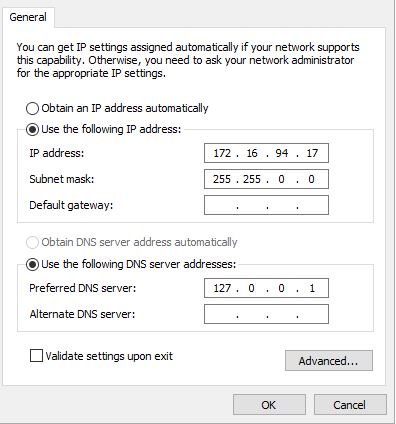 General
You can get IP settings assigned automatically if your network supports
this capability. Otherwise, you need to ask your network administrator
for the appropriate IP settings.
Obtain an IP address automatically
Use the following IP address:
IP address: 172 . 16 . 94 . 17
Subnet mask: 255 . 255 . 0 . 0
Default gateway: . . .
Obtain DNS server address automatically
Use the following DNS server addresses:
Preferred DNS server: 127 . 0 . 0 . 1
Alternate DNS server: . . .
Validate settings upon exit
Advanced...
OK Cancel